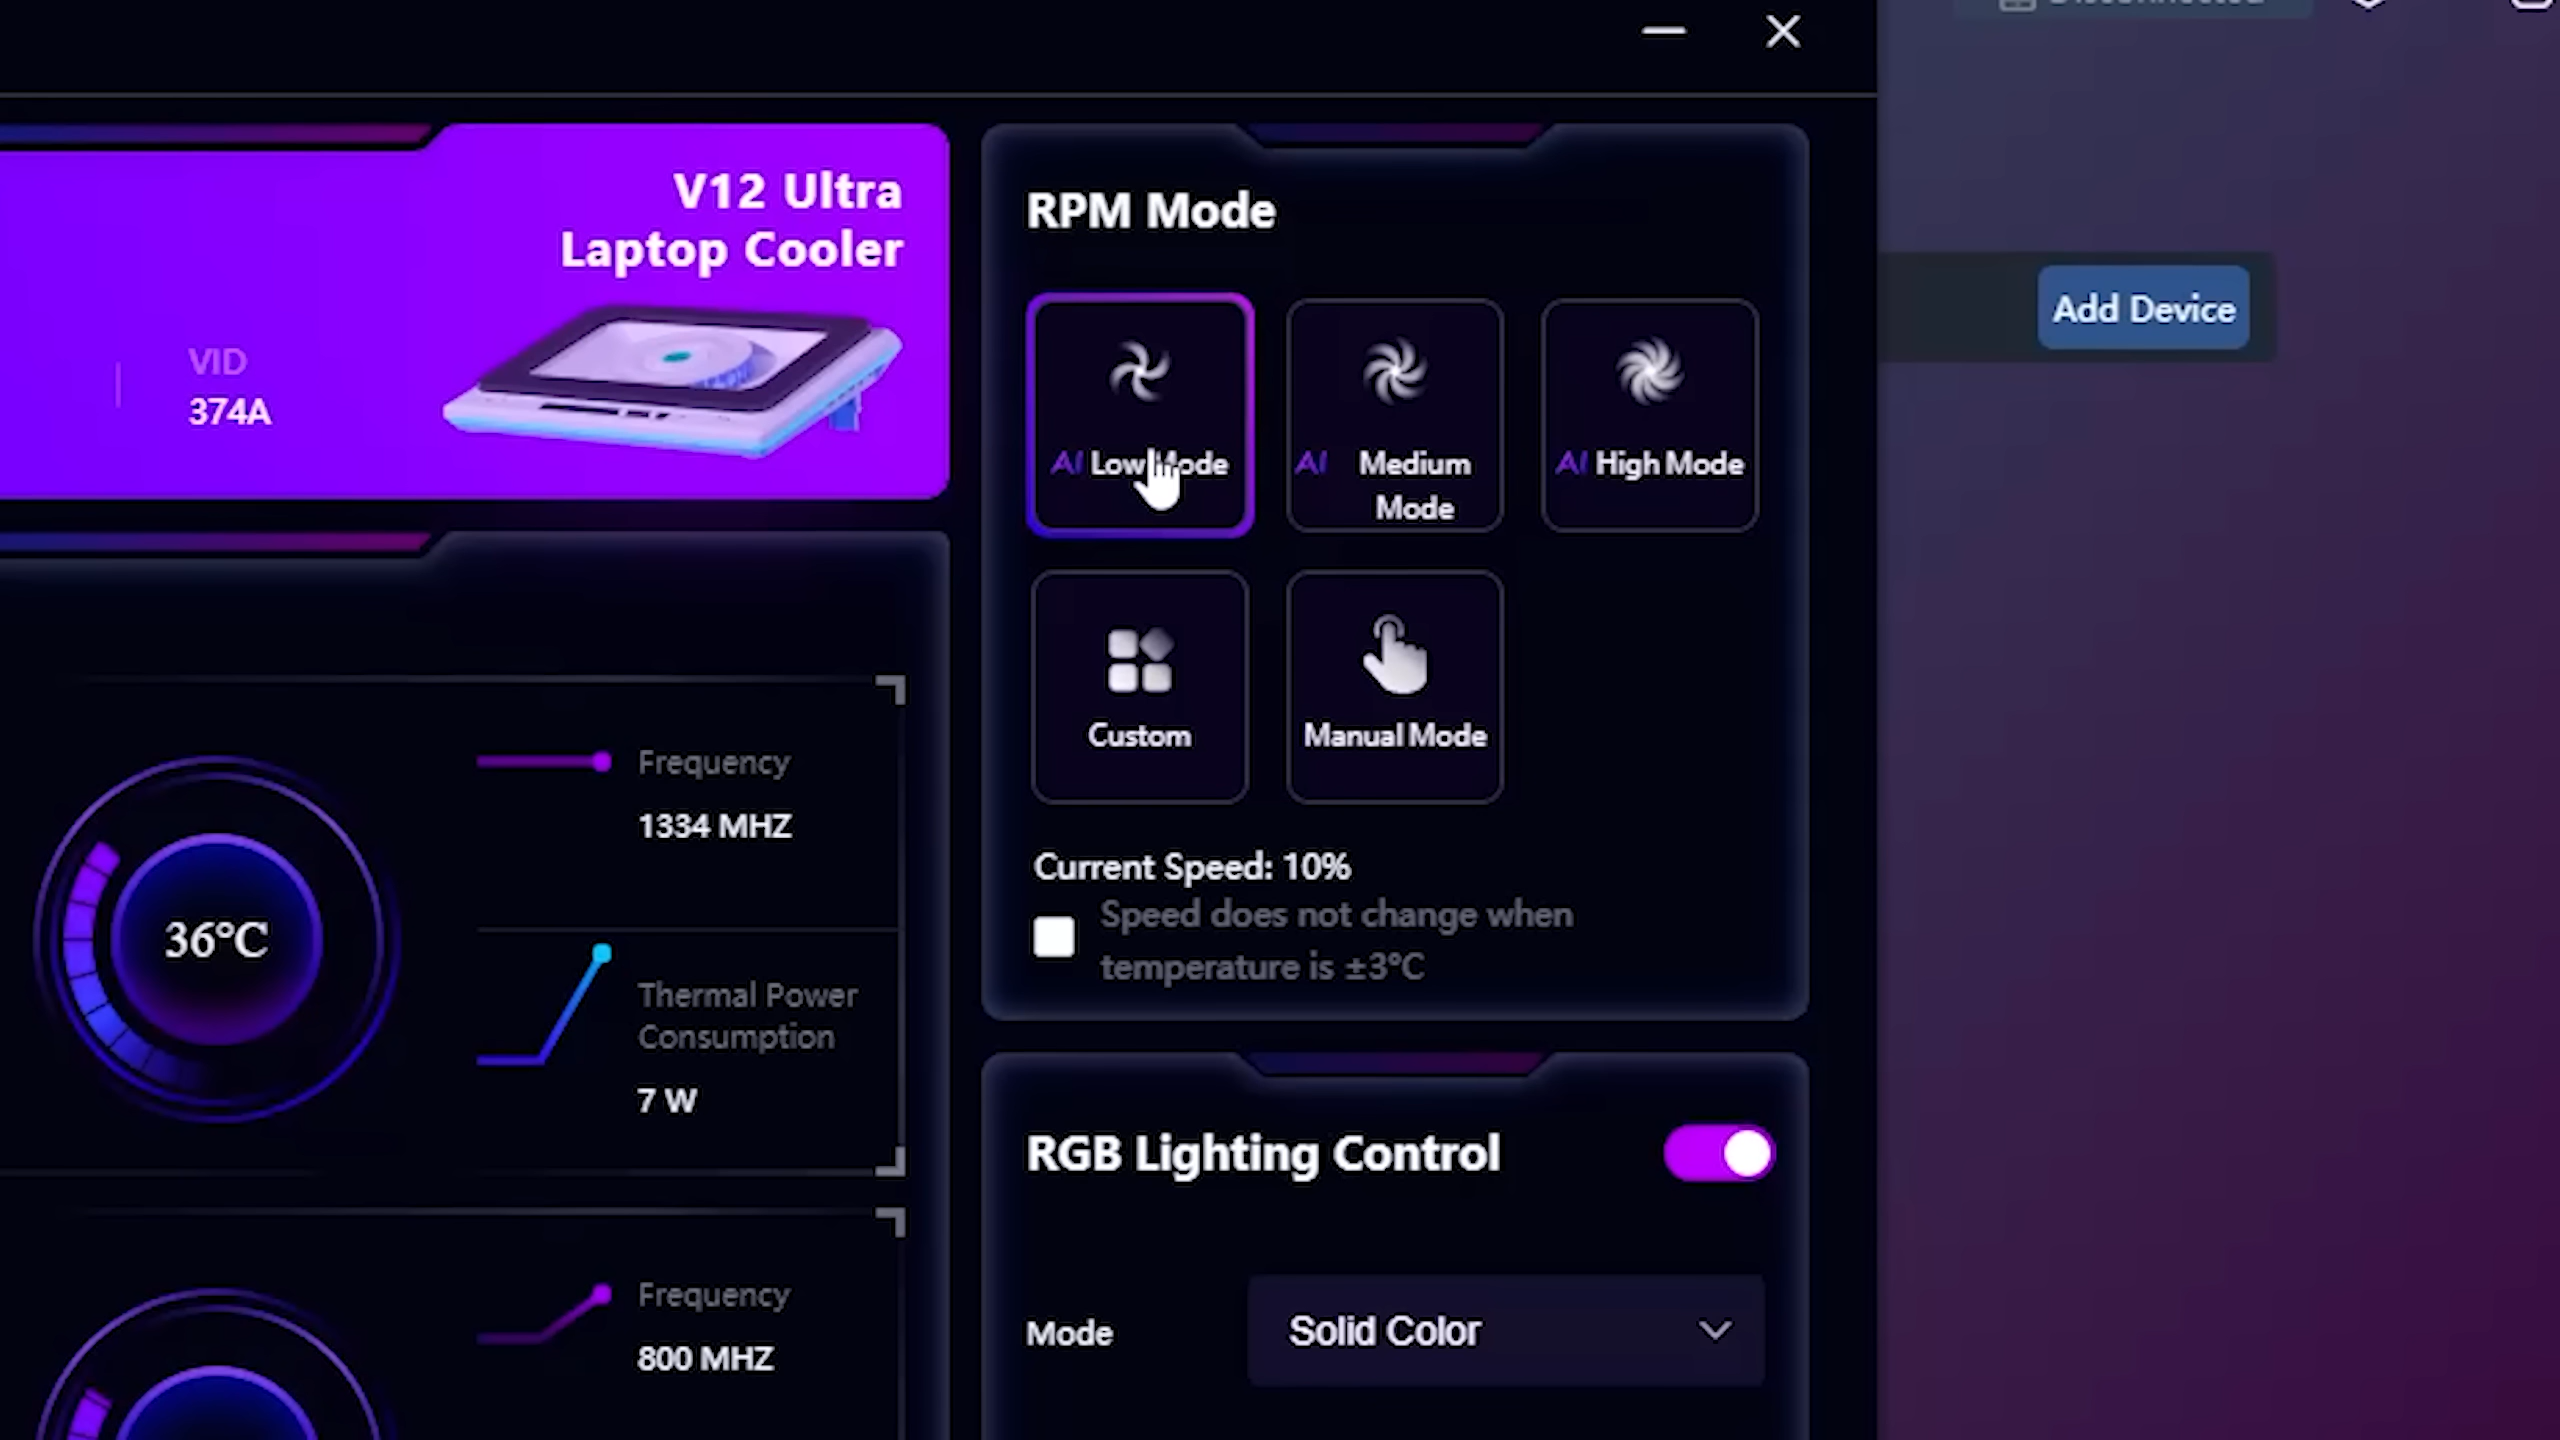 V12 Ultra
Laptop Cooler
VID
374A
Frequency
1334 MHZ
36°C
Thermal Power
Consumption
7 W
Frequency
800 MHZ
RPM Mode
AI Low Mode
AI Medium
Mode
AI High Mode
Custom
Manual Mode
Current Speed: 10%
Speed does not change when
temperature is ±3°C
RGB Lighting Control
Mode
Solid Color
Add Device